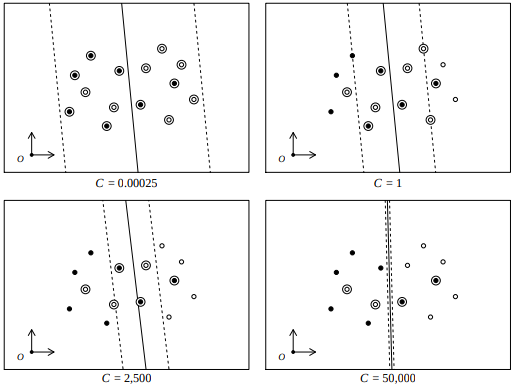 O
O
C = 0.00025
C = 1
O
O
C = 2,500
C = 50,000